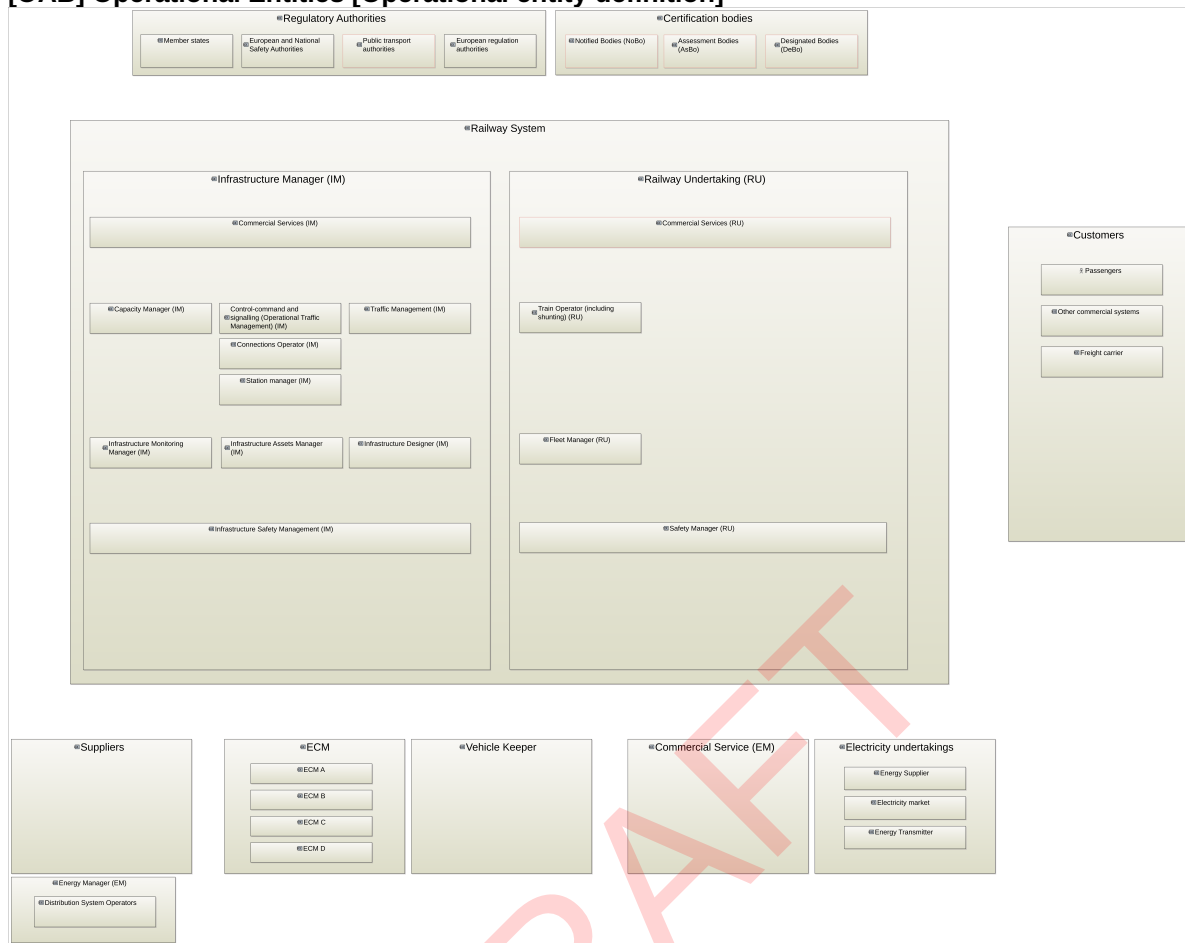 [OAB] Operational Entities [Operational entity definition]
Regulatory Authorities
Member states
European and National
Safety Authorities
Public transport
authorities
European regulation
authorities
Certification bodies
Notified Bodies (NoBo)
Assessment Bodies
(AsBo)
Designated Bodies
(DeBo)
Railway System
Infrastructure Manager (IM)
Commercial Services (IM)
Capacity Manager (IM)
Control-command and
signalling (Operational Traffic
Management) (IM)
Traffic Management (IM)
Connections Operator (IM)
Station manager (IM)
Infrastructure Monitoring
Manager (IM)
Infrastructure Assets Manager
(IM)
Infrastructure Designer (IM)
Infrastructure Safety Management (IM)
Railway Undertaking (RU)
Commercial Services (RU)
Train Operator (including
shunting) (RU)
Fleet Manager (RU)
Safety Manager (RU)
Customers
Passengers
Other commercial systems
Freight carrier
Suppliers
ECM
ECM A
ECM B
ECM C
ECM D
Vehicle Keeper
Commercial Service (EM)
Electricity undertakings
Energy Supplier
Electricity market
Energy Transmitter
Energy Manager (EM)
Distribution System Operators
DRAFT